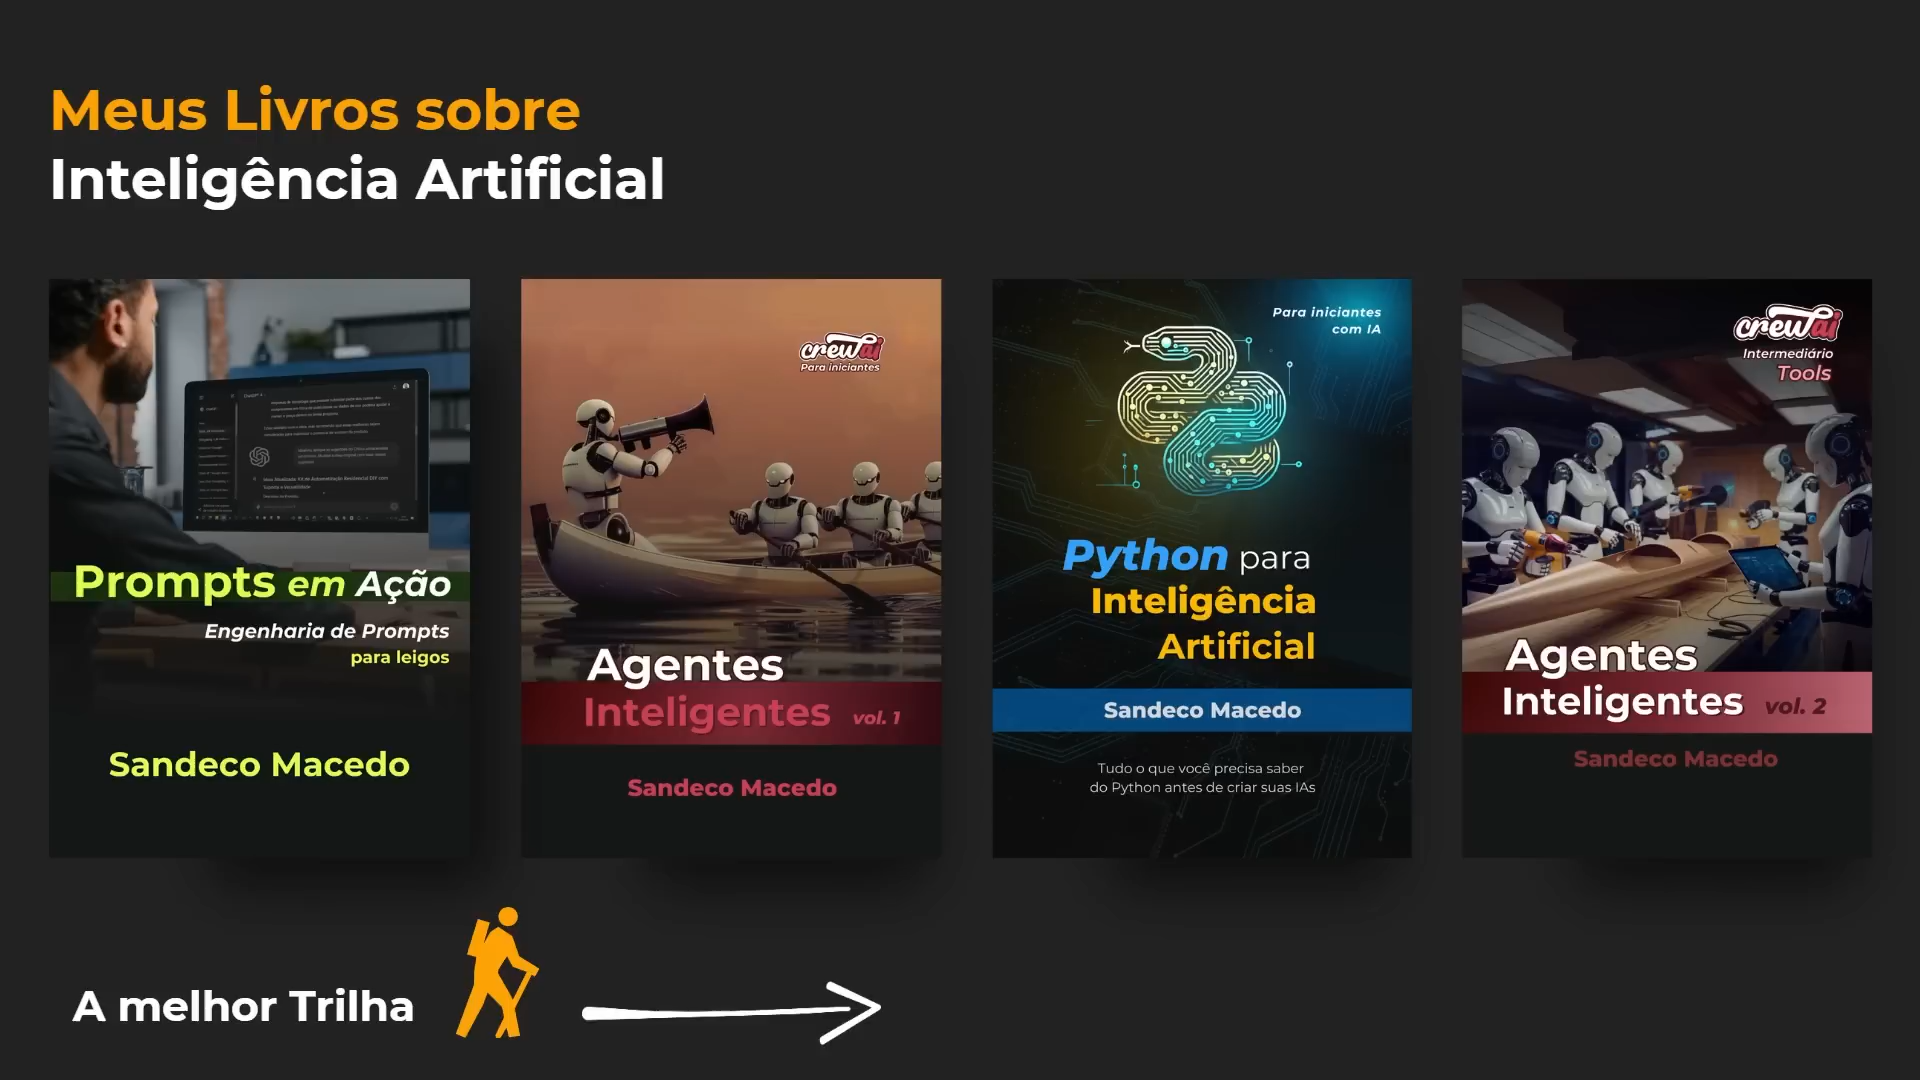 Meus Livros sobre
Inteligência Artificial
Prompts em Ação
Engenharia de Prompts
para leigos
Sandeco Macedo
crewai
Para iniciantes
Agentes
Inteligentes vol. 1
Sandeco Macedo
Para iniciantes
com IA
Python para
Inteligência
Artificial
Sandeco Macedo
Tudo o que você precisa saber
do Python antes de criar suas IAs
crewai
Intermediário
Tools
Agentes
Inteligentes vol. 2
Sandeco Macedo
A melhor Trilha